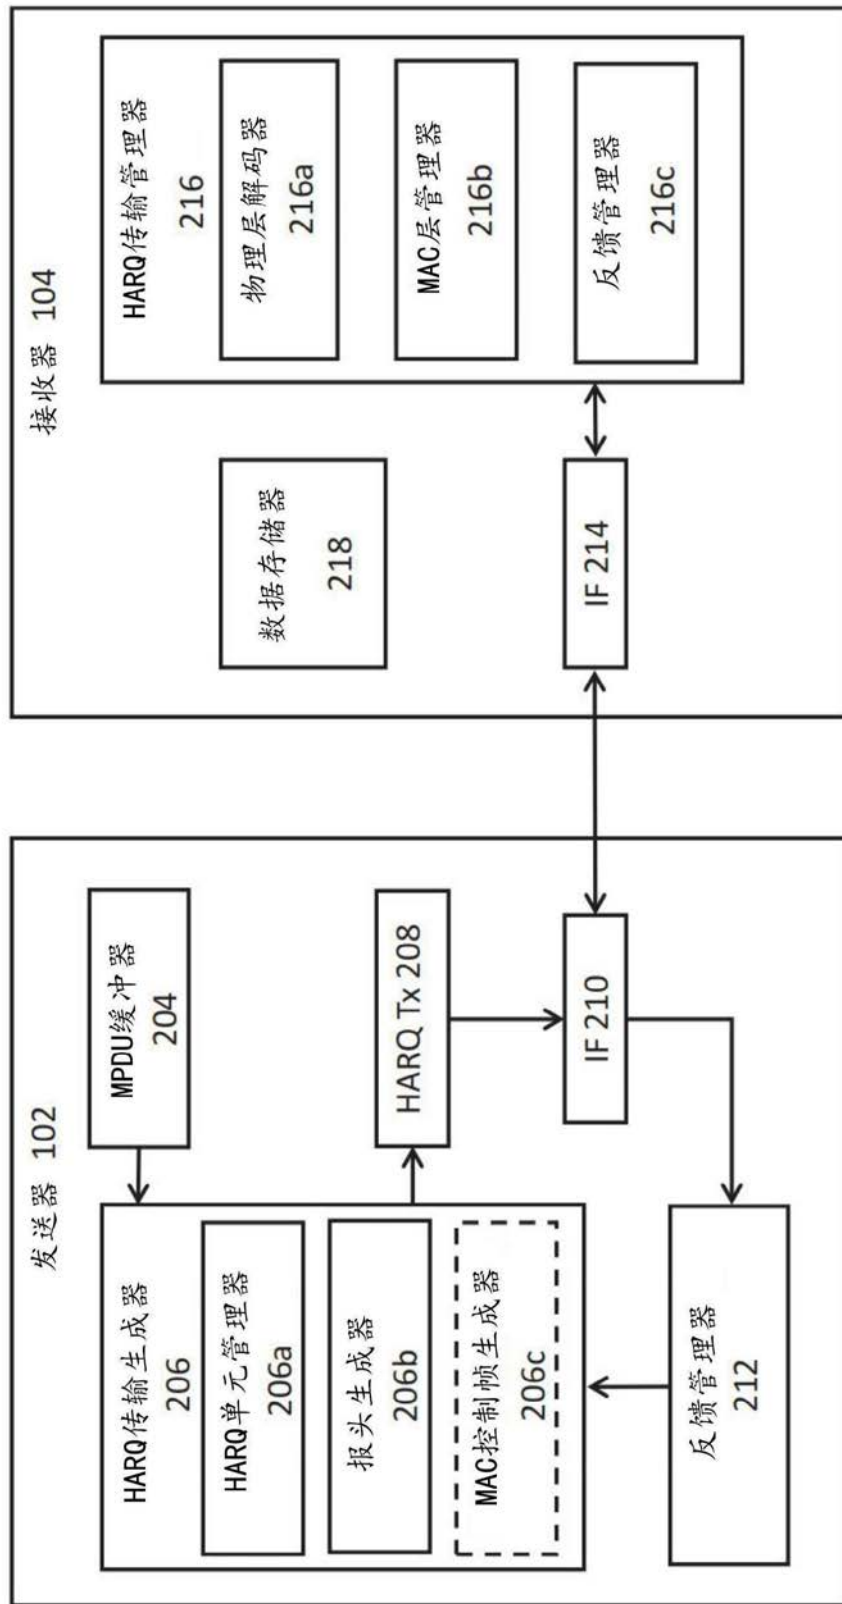 发送器 102
HARQ传输生成器
206
HARQ单元管理器
206a
报头生成器
206b
MAC控制帧生成器
206c
MPDU缓冲器
204
HARQ Tx 208
IF 210
反馈管理器
212
接收器 104
数据存储器
218
IF 214
HARQ传输管理器
216
物理层解码器
216a
MAC层管理器
216b
反馈管理器
216c